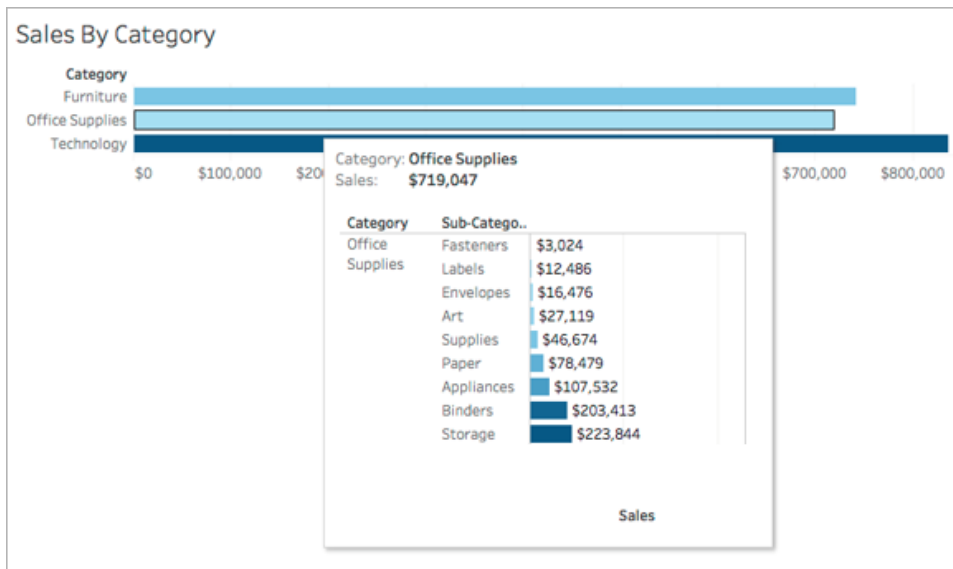 Sales By Category
Category
Furniture
Office Supplies
Technology
$0 $100,000 $20 $700,000 $800,000
Category: Office Supplies
Sales: $719,047
Category Sub-Catego..
Office Supplies Fasteners $3,024
Labels $12,486
Envelopes $16,476
Art $27,119
Supplies $46,674
Paper $78,479
Appliances $107,532
Binders $203,413
Storage $223,844
Sales